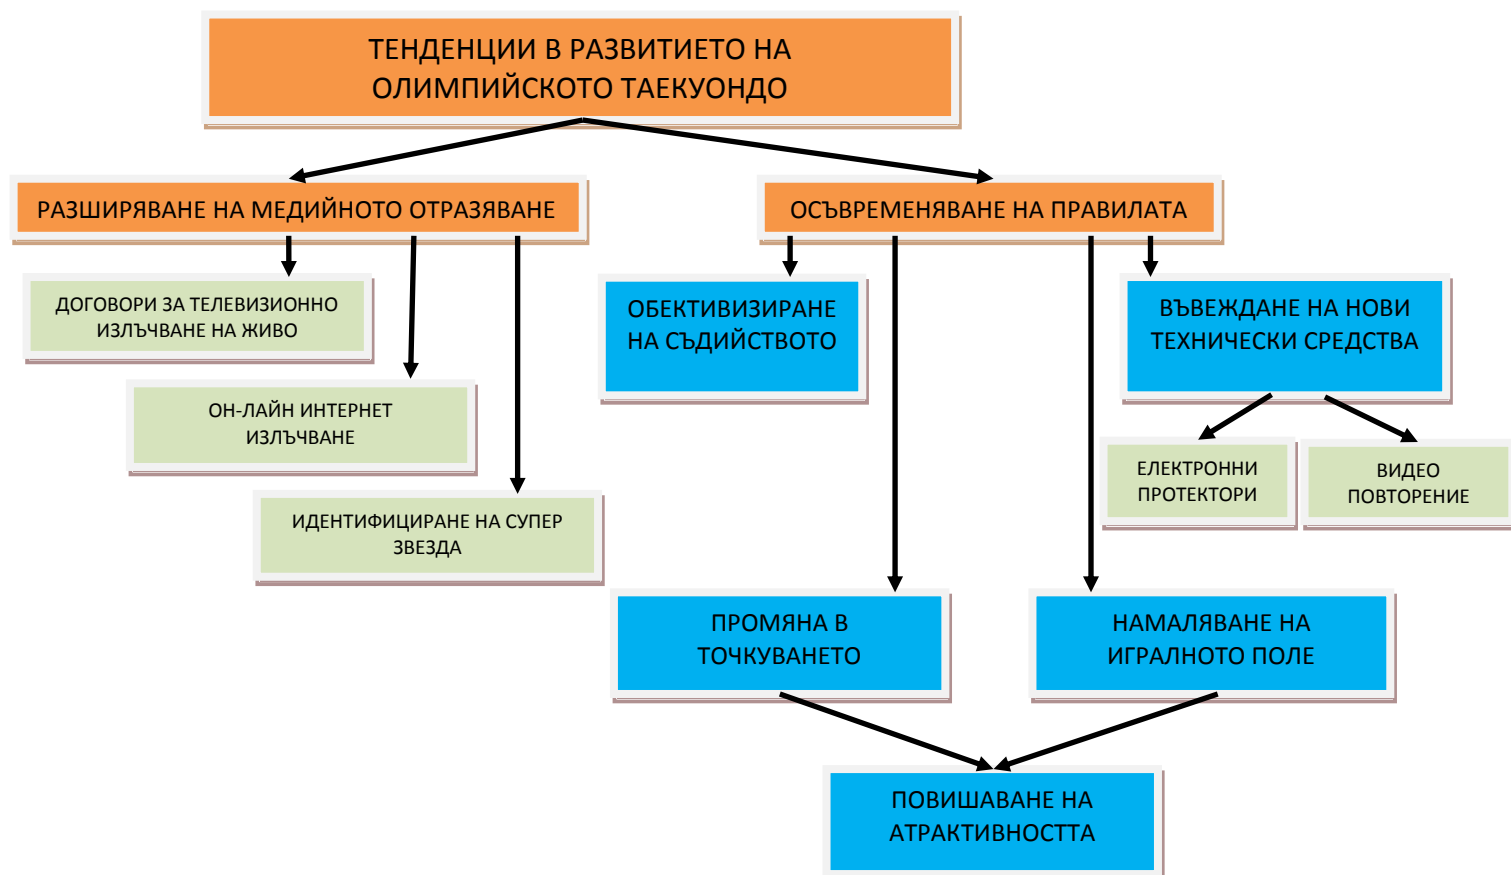 ТЕНДЕНЦИИ В РАЗВИТИЕТО НА
ОЛИМПИЙСКОТО ТАЕКУОНДО
РАЗШИРЯВАНЕ НА МЕДИЙНОТО ОТРАЗЯВАНЕ
ОСЪВРЕМЕНЯВАНЕ НА ПРАВИЛАТА
ДОГОВОРИ ЗА ТЕЛЕВИЗИОННО
ИЗЛЪЧВАНЕ НА ЖИВО
ОБЕКТИВИЗИРАНЕ
НА СЪДИЙСТВОТО
ВЪВЕЖДАНЕ НА НОВИ
ТЕХНИЧЕСКИ СРЕДСТВА
ОН-ЛАЙН ИНТЕРНЕТ
ИЗЛЪЧВАНЕ
ЕЛЕКТРОННИ
ПРОТЕКТОРИ
ВИДЕО
ПОВТОРЕНИЕ
ИДЕНТИФИЦИРАНЕ НА СУПЕР
ЗВЕЗДА
ПРОМЯНА В
ТОЧКУВАНЕТО
НАМАЛЯВАНЕ НА
ИГРАЛНОТО ПОЛЕ
ПОВИШАВАНЕ НА
АТРАКТИВНОСТТА